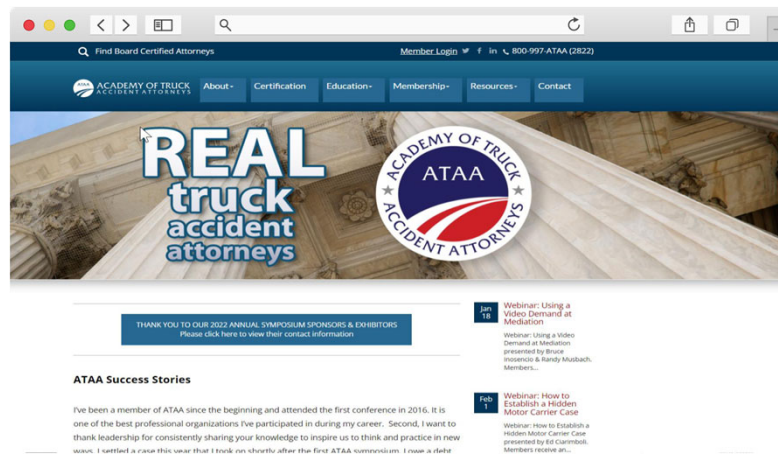 Find Board Certified Attorneys
Member Login
800-997-ATAA (2822)
ATAA
ACADEMY OF TRUCK
ACCIDENT ATTORNEYS
About
Certification
Education
Membership
Resources
Contact
REAL
truck
accident
attorneys
ACADEMY OF TRUCK
ATAA
ACCIDENT ATTORNEYS
THANK YOU TO OUR 2022 ANNUAL SYMPOSIUM SPONSORS & EXHIBITORS
Please click here to view their contact
information
ATAA Success Stories
I've been a member of ATAA since the beginning and attended the first conference in 2016. It is
one of the best professional organizations I've participated in during my career. Second, I want to
thank leadership for consistently sharing your knowledge to inspire us to think and practice in new
ways. I settled a case this year that I took on shortly after the first ATAA symposium. I owe a debt
Jan
18
Webinar: Using a
Video Demand at
Mediation
Webinar: Using a Video
Demand at Mediation
presented by Bruce
Inosencio & Randy Musbach.
Members...
Feb
1
Webinar: How to
Establish a Hidden
Motor Carrier Case
Webinar: How to Establish a
Hidden Motor Carrier Case
presented by Ed Ciarimboli.
Members receive an...